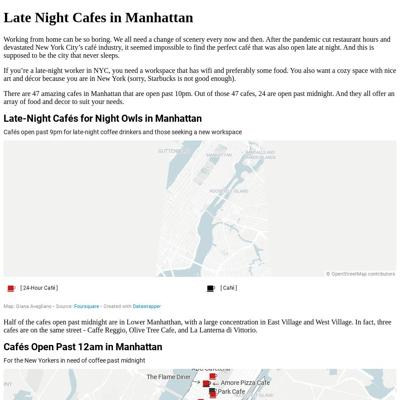 Late Night Cafes in Manhattan
Working from home can be so boring. We all need a change of scenery every now and then. After the pandemic cut restaurant hours and
devastated New York City's café industry, it seemed impossible to find the perfect café that was also open late at night. And this is
supposed to be the city that never sleeps.
If you're a late-night worker in NYC, you need a workspace that has wifi and preferably some food. You also want a cozy space with nice
art and décor because you are in New York (sorry, Starbucks is not good enough).
There are 47 amazing cafes in Manhattan that are open past 10pm. Out of those 47 cafes, 24 are open past midnight. And they all offer an
array of food and decor to suit your needs.
Late-Night Cafés for Night Owls in Manhattan
Cafés open past 9pm for late-night coffee drinkers and those seeking a new workspace
GUTTENBERG
MANHATTAN
RANDALLS AND
WARDS ISLANDS
ROOSEVELT ISLAND
© OpenStreetMap contributors
[ 24-Hour Café ]
[ Café ]
Map: Giana Avagliano • Source: Foursquare • Created with Datawrapper
Half of the cafes open past midnight are in Lower Manhatthan, with a large concentration in East Village and West Village. In fact, three
cafes are on the same street - Caffe Reggio, Olive Tree Cafe, and La Lanterna di Vittorio.
Cafés Open Past 12am in Manhattan
For the New Yorkers in need of coffee past midnight
The Flame Diner
Amore Pizza Cafe
Park Cafe